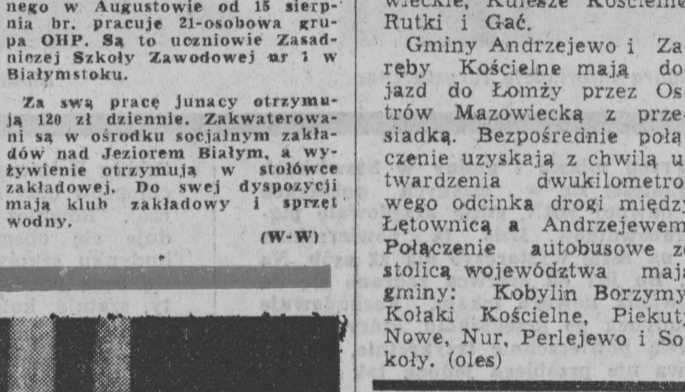 nego w Augustowie od 15 sierp-
nia br. pracuje 21-osobowa gru-
pa OHP. Są to uczniowie Zasad-
niczej Szkoły Zawodowej nr 1 w
Białymstoku.
Za swą pracę junacy otrzymu-
ją 120 zł dziennie. Zakwaterowa-
ni są w ośrodku socjalnym zakła-
dów nad Jeziorem Białym, a wy-
żywienie otrzymują w stołówce
zakładowej. Do swej dyspozycji
mają klub zakładowy i sprzęt
wodny.
(W-W)
wieckie, Kulesze Kościelne
Rutki i Gać.
Gminy Andrzejewo i Za
ręby Kościelne mają do
jazd do Łomży przez Os
trów Mazowiecką z prze
siadką. Bezpośrednie połą
czenie uzyskają z chwilą u
twardzenia dwukilometro
wego odcinka drogi między
Łętownicą a Andrzejewem
Połączenie autobusowe ze
stolicą województwa mają
gminy: Kobylin Borzymy
Kołaki Kościelne, Piekuty
Nowe, Nur, Perlejewo i So
koły. (oles)